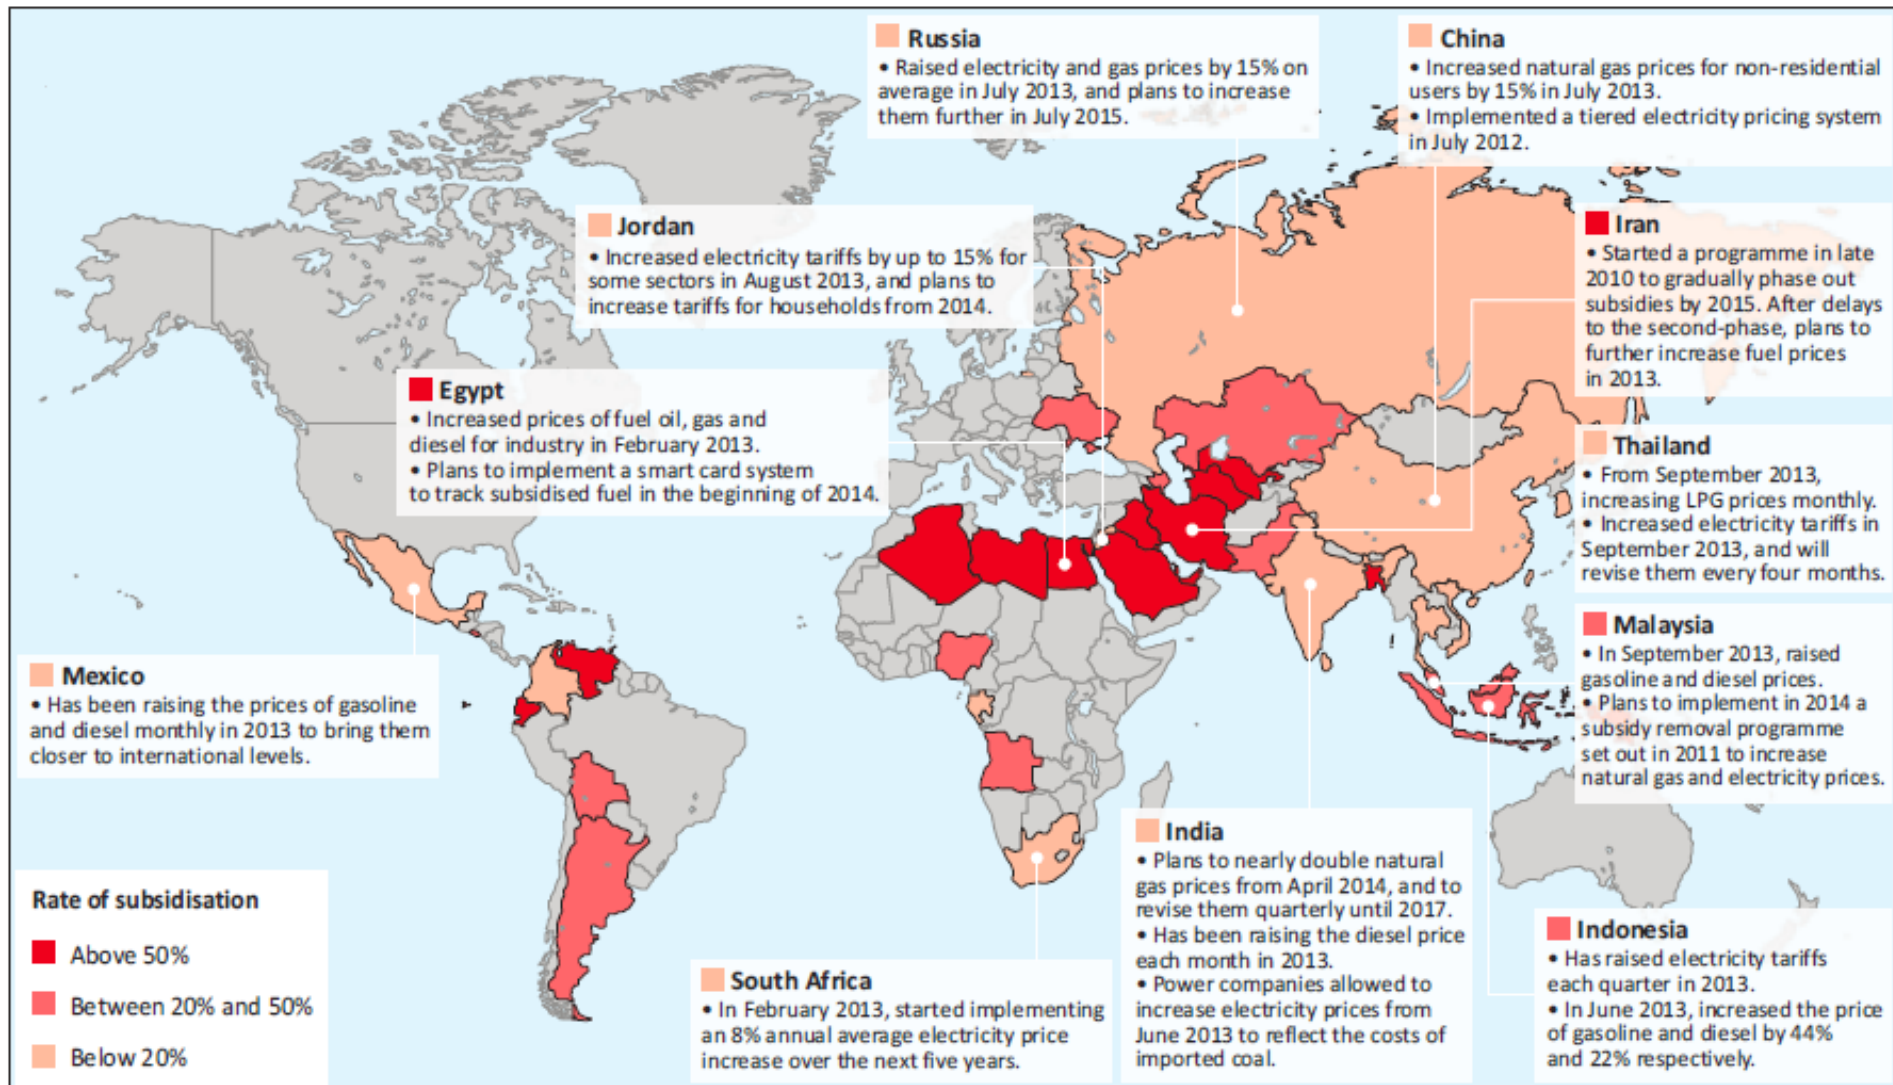 Russia
• Raised electricity and gas prices by 15% on
average in July 2013, and plans to increase
them further in July 2015.
China
• Increased natural gas prices for non-residential
users by 15% in July 2013.
• Implemented a tiered electricity pricing system
in July 2012.
Jordan
• Increased electricity tariffs by up to 15% for
some sectors in August 2013, and plans to
increase tariffs for households from 2014.
Iran
• Started a programme in late
2010 to gradually phase out
subsidies by 2015. After delays
to the second-phase, plans to
further increase fuel prices
in 2013.
Egypt
• Increased prices of fuel oil, gas and
diesel for industry in February 2013.
• Plans to implement a smart card system
to track subsidised fuel in the beginning of 2014.
Thailand
• From September 2013,
increasing LPG prices monthly.
• Increased electricity tariffs in
September 2013, and will
revise them every four months.
Malaysia
• In September 2013, raised
gasoline and diesel prices.
• Plans to implement in 2014 a
subsidy removal programme
set out in 2011 to increase
natural gas and electricity prices.
Mexico
• Has been raising the prices of gasoline
and diesel monthly in 2013 to bring them
closer to international levels.
India
• Plans to nearly double natural
gas prices from April 2014, and to
revise them quarterly until 2017.
• Has been raising the diesel price
each month in 2013.
• Power companies allowed to
increase electricity prices from
June 2013 to reflect the costs of
imported coal.
Indonesia
• Has raised electricity tariffs
each quarter in 2013.
• In June 2013, increased the price
of gasoline and diesel by 44%
and 22% respectively.
South Africa
• In February 2013, started implementing
an 8% annual average electricity price
increase over the next five years.
Rate of subsidisation
Above 50%
Between 20% and 50%
Below 20%